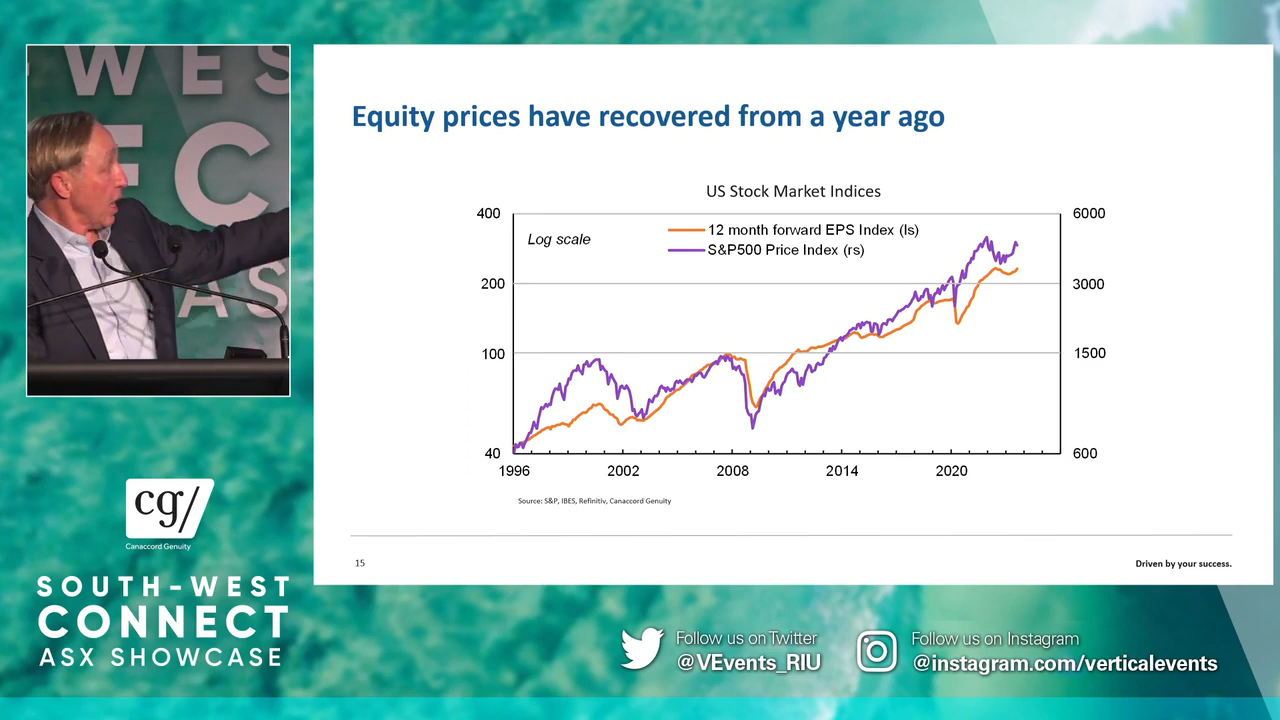 WES
EC
AS
cg/
Canaccord Genuity
SOUTH-WEST
CONNECT
ASX SHOWCASE
Equity prices have recovered from a year ago
US Stock Market Indices
400
6000
Log scale
12 month forward EPS Index (ls)
S&P500 Price Index (rs)
200
3000
100
1500
40
600
1996
2002
2008
2014
2020
Source: S&P, IBES, Refinitiv, Canaccord Genuity
15
Driven by your success.
Follow us on Twitter
@VEvents_RIU
Follow us on Instagram
@instagram.com/verticalevents